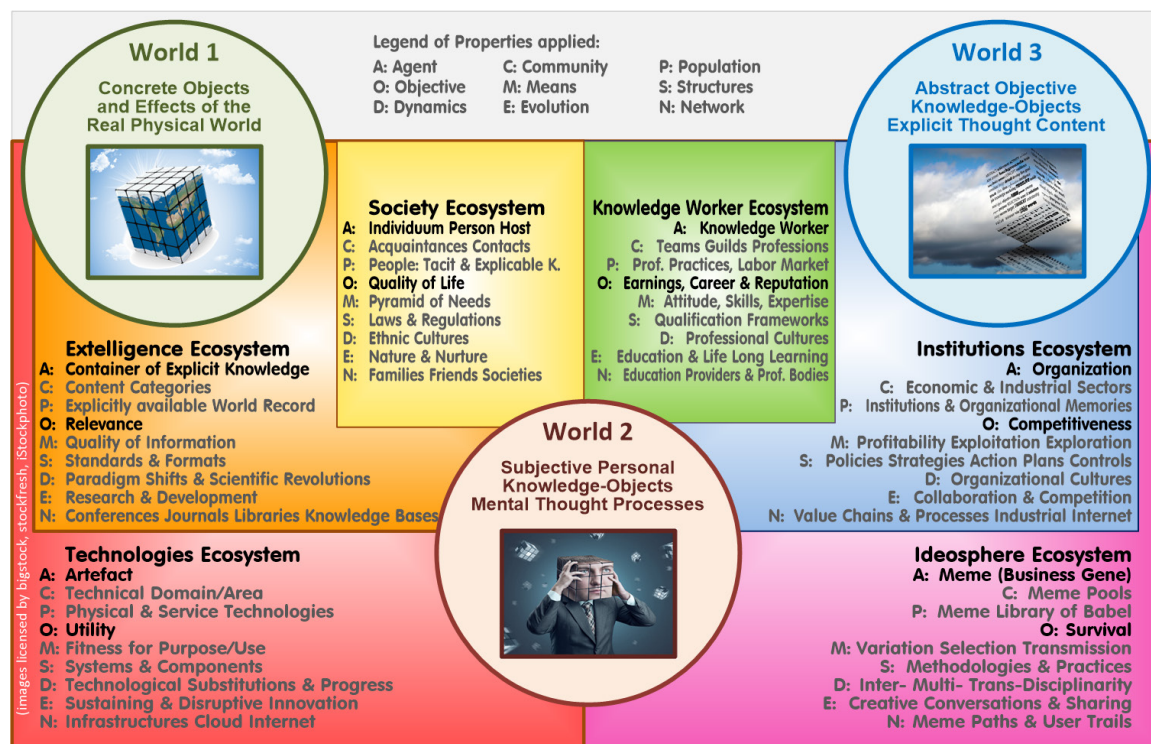 World 1
Concrete Objects
and Effects of the
Real Physical World
Legend of Properties applied:
A: Agent C: Community P: Population
O: Objective M: Means S: Structures
D: Dynamics E: Evolution N: Network
World 3
Abstract Objective
Knowledge-Objects
Explicit Thought Content
Society Ecosystem
A: Individuum Person Host
C: Acquaintances Contacts
P: People: Tacit & Explicable K.
O: Quality of Life
M: Pyramid of Needs
S: Laws & Regulations
D: Ethnic Cultures
E: Nature & Nurture
N: Families Friends Societies
Knowledge Worker Ecosystem
A: Knowledge Worker
C: Teams Guilds Professions
P: Prof. Practices, Labor Market
O: Earnings, Career & Reputation
M: Attitude, Skills, Expertise
S: Qualification Frameworks
D: Professional Cultures
E: Education & Life Long Learning
N: Education Providers & Prof. Bodies
Extelligence Ecosystem
A: Container of Explicit Knowledge
C: Content Categories
P: Explicitly available World Record
O: Relevance
M: Quality of Information
S: Standards & Formats
D: Paradigm Shifts & Scientific Revolutions
E: Research & Development
N: Conferences Journals Libraries Knowledge Bases
Institutions Ecosystem
A: Organization
C: Economic & Industrial Sectors
P: Institutions & Organizational Memories
O: Competitiveness
M: Profitability Exploitation Exploration
S: Policies Strategies Action Plans Controls
D: Organizational Cultures
E: Collaboration & Competition
N: Value Chains & Processes Industrial Internet
World 2
Subjective Personal
Knowledge-Objects
Mental Thought Processes
Technologies Ecosystem
A: Artefact
C: Technical Domain/Area
P: Physical & Service Technologies
O: Utility
M: Fitness for Purpose/Use
S: Systems & Components
D: Technological Substitutions & Progress
E: Sustaining & Disruptive Innovation
N: Infrastructures Cloud Internet
Ideosphere Ecosystem
A: Meme (Business Gene)
C: Meme Pools
P: Meme Library of Babel
O: Survival
M: Variation Selection Transmission
S: Methodologies & Practices
D: Inter- Multi- Trans-Disciplinarity
E: Creative Conversations & Sharing
N: Meme Paths & User Trails
(images licensed by bigstock, stockfresh, iStockphoto)